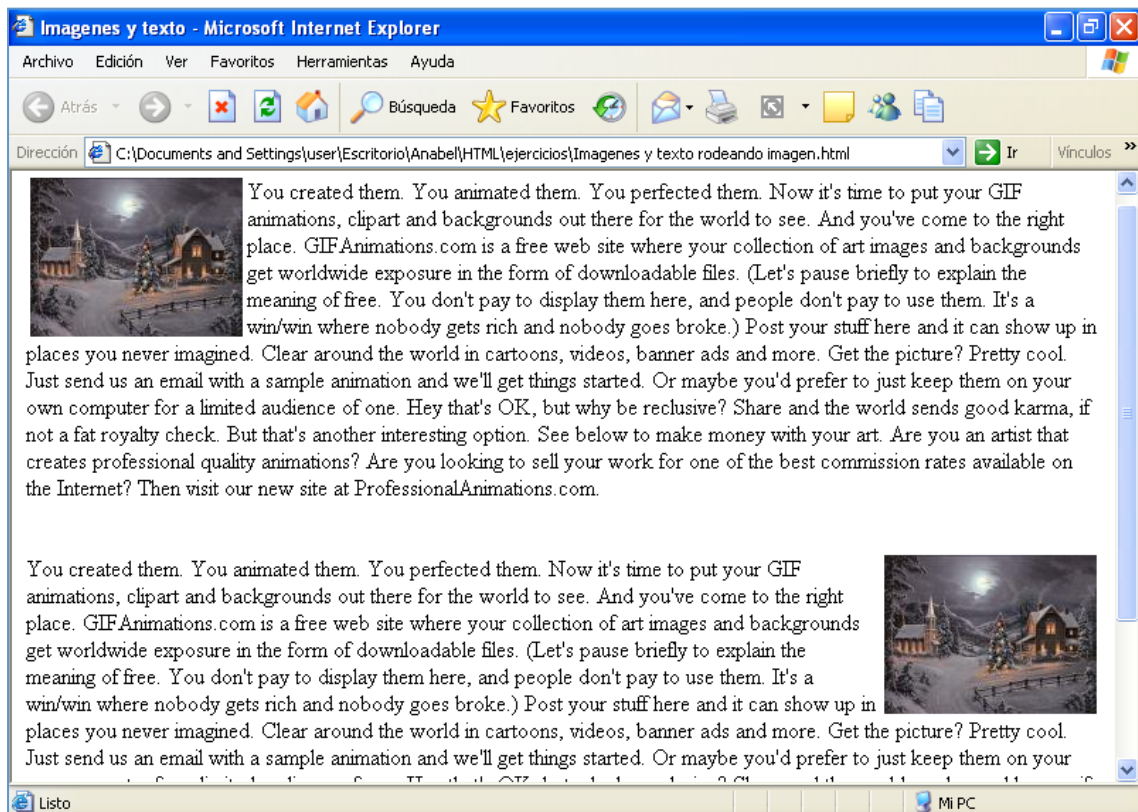 Imagenes y texto - Microsoft Internet Explorer
Archivo Edición Ver Favoritos Herramientas Ayuda
Atrás Búsqueda Favoritos
Dirección C:\Documents and Settings\user\Escritorio\Anabel\HTML\ejercicios\Imagenes y texto rodeando imagen.html Ir Vínculos »
You created them. You animated them. You perfected them. Now it's time to put your GIF
animations, clipart and backgrounds out there for the world to see. And you've come to the right
place. GIFAnimations.com is a free web site where your collection of art images and backgrounds
get worldwide exposure in the form of downloadable files. (Let's pause briefly to explain the
meaning of free. You don't pay to display them here, and people don't pay to use them. It's a
win/win where nobody gets rich and nobody goes broke.) Post your stuff here and it can show up in
places you never imagined. Clear around the world in cartoons, videos, banner ads and more. Get the picture? Pretty cool.
Just send us an email with a sample animation and we'll get things started. Or maybe you'd prefer to just keep them on your
own computer for a limited audience of one. Hey that's OK, but why be reclusive? Share and the world sends good karma, if
not a fat royalty check. But that's another interesting option. See below to make money with your art. Are you an artist that
creates professional quality animations? Are you looking to sell your work for one of the best commission rates available on
the Internet? Then visit our new site at ProfessionalAnimations.com.
You created them. You animated them. You perfected them. Now it's time to put your GIF
animations, clipart and backgrounds out there for the world to see. And you've come to the right
place. GIFAnimations.com is a free web site where your collection of art images and backgrounds
get worldwide exposure in the form of downloadable files. (Let's pause briefly to explain the
meaning of free. You don't pay to display them here, and people don't pay to use them. It's a
win/win where nobody gets rich and nobody goes broke.) Post your stuff here and it can show up in
places you never imagined. Clear around the world in cartoons, videos, banner ads and more. Get the picture? Pretty cool.
Just send us an email with a sample animation and we'll get things started. Or maybe you'd prefer to just keep them on your
Listo Mi PC